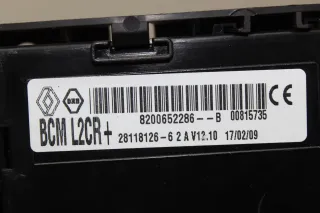 8200652286--B 00815735
BCM L2CR+
28118126-6 2 A V12.10 17/02/09